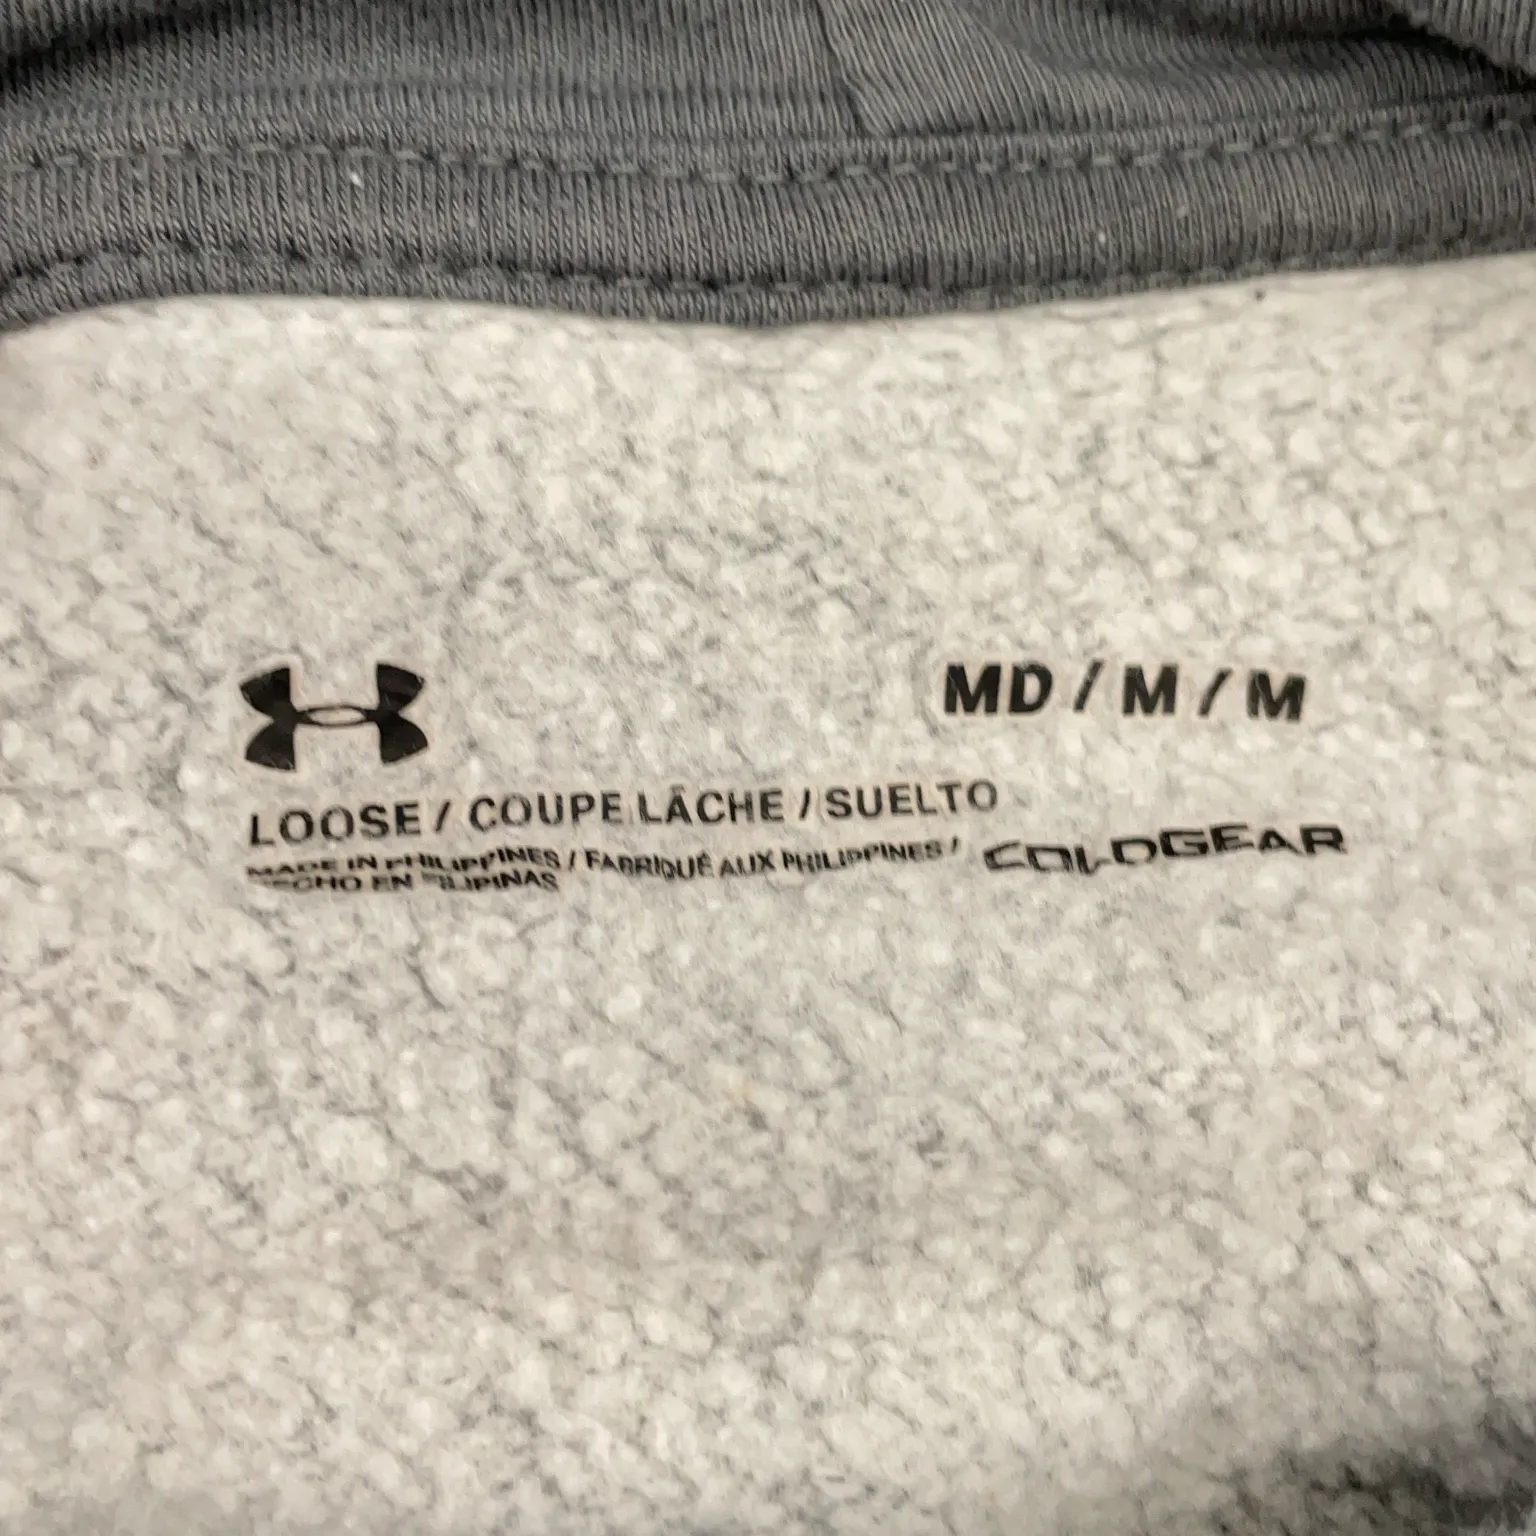 MD / M / M
LOOSE / COUPE LÂCHE / SUELTO
MADE IN PHILIPPINES / FABRIQUÉ AUX PHILIPPINES /
HECHO EN FILIPINAS
COLDGEAR